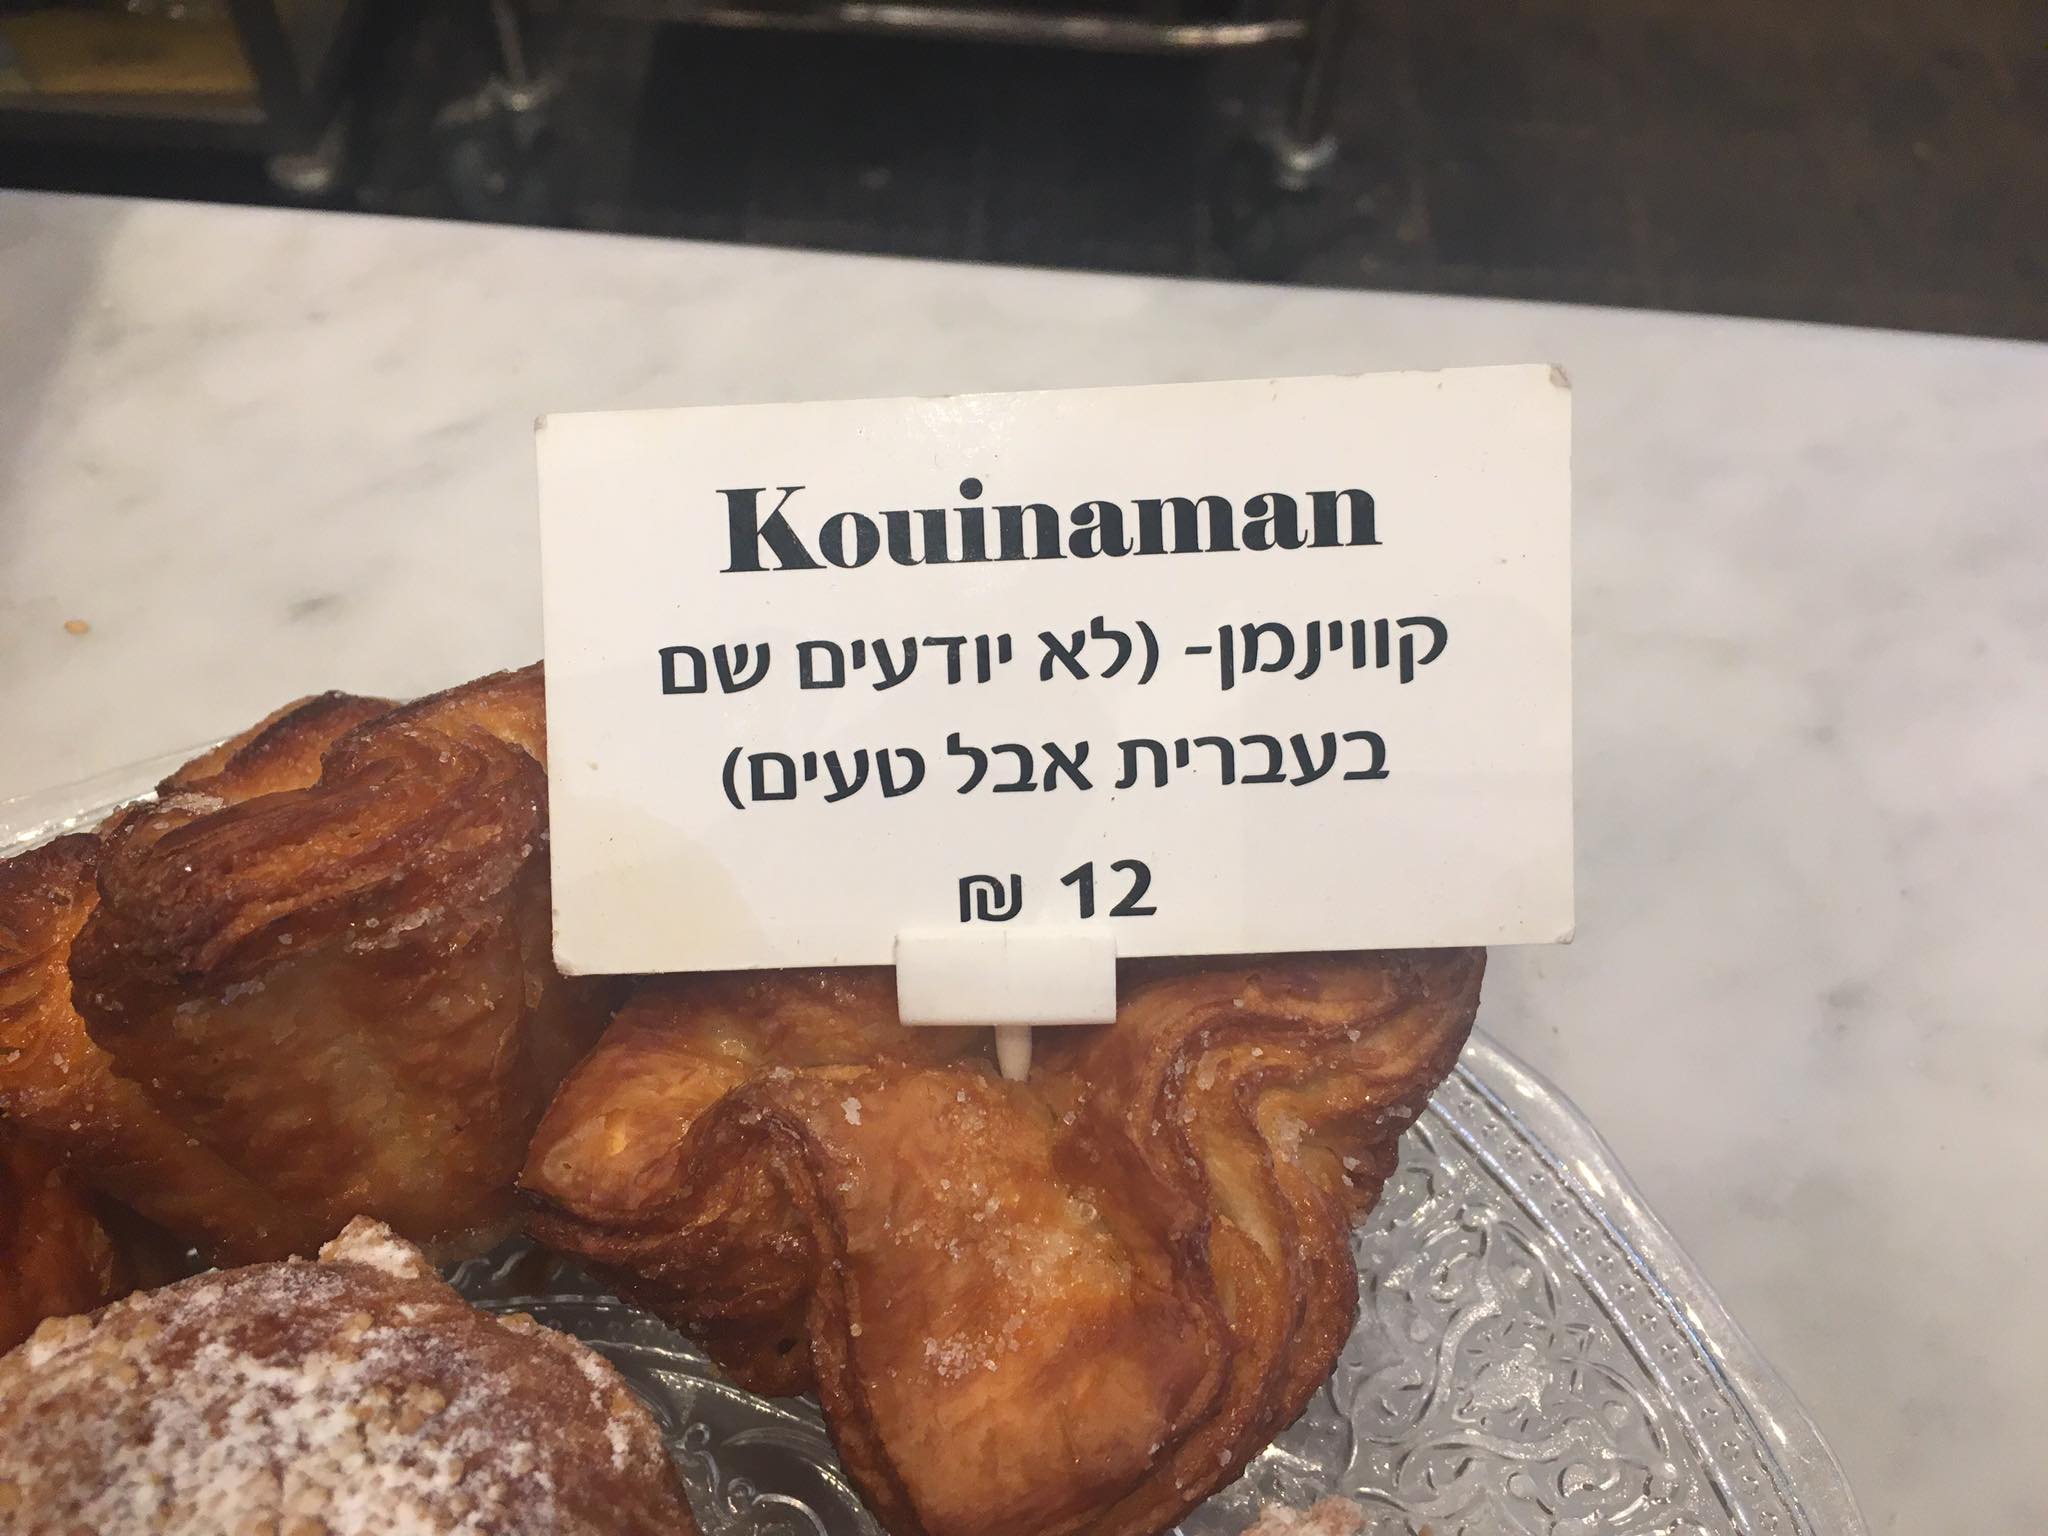 Kouinaman
קווינמן- (לא יודעים שם
בעברית אבל טעים)
12 ₪